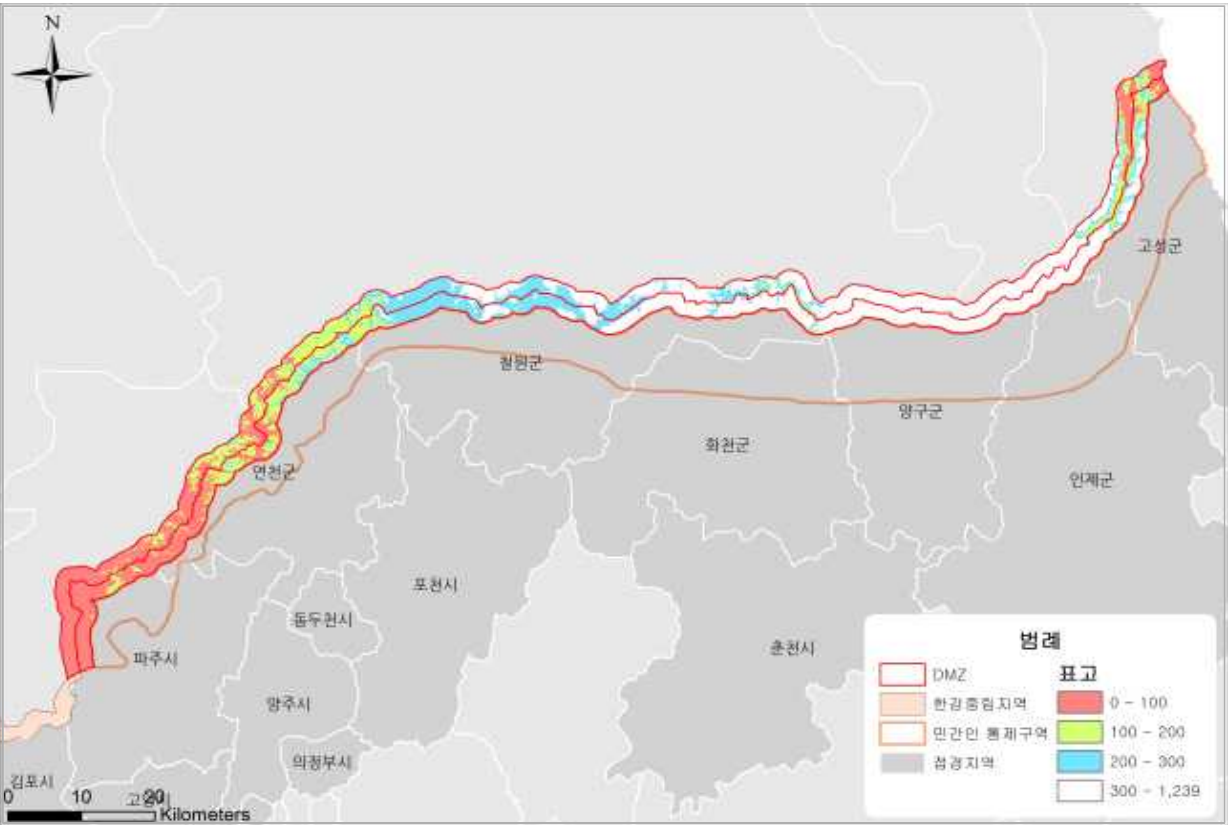 N
고성군
철원군
양구군
화천군
연천군
인제군
포천시
동두천시
파주시
춘천시
양주시
의정부시
김포시
고양시
0 10 20
Kilometers
범례
DMZ
한강중립지역
민간인 통제구역
접경지역
표고
0 - 100
100 - 200
200 - 300
300 - 1,239